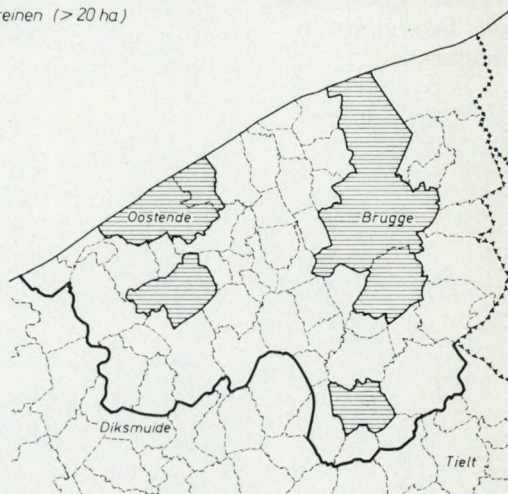 reinen (> 20 ha)
Oostende
Brugge
Diksmuide
Tielt